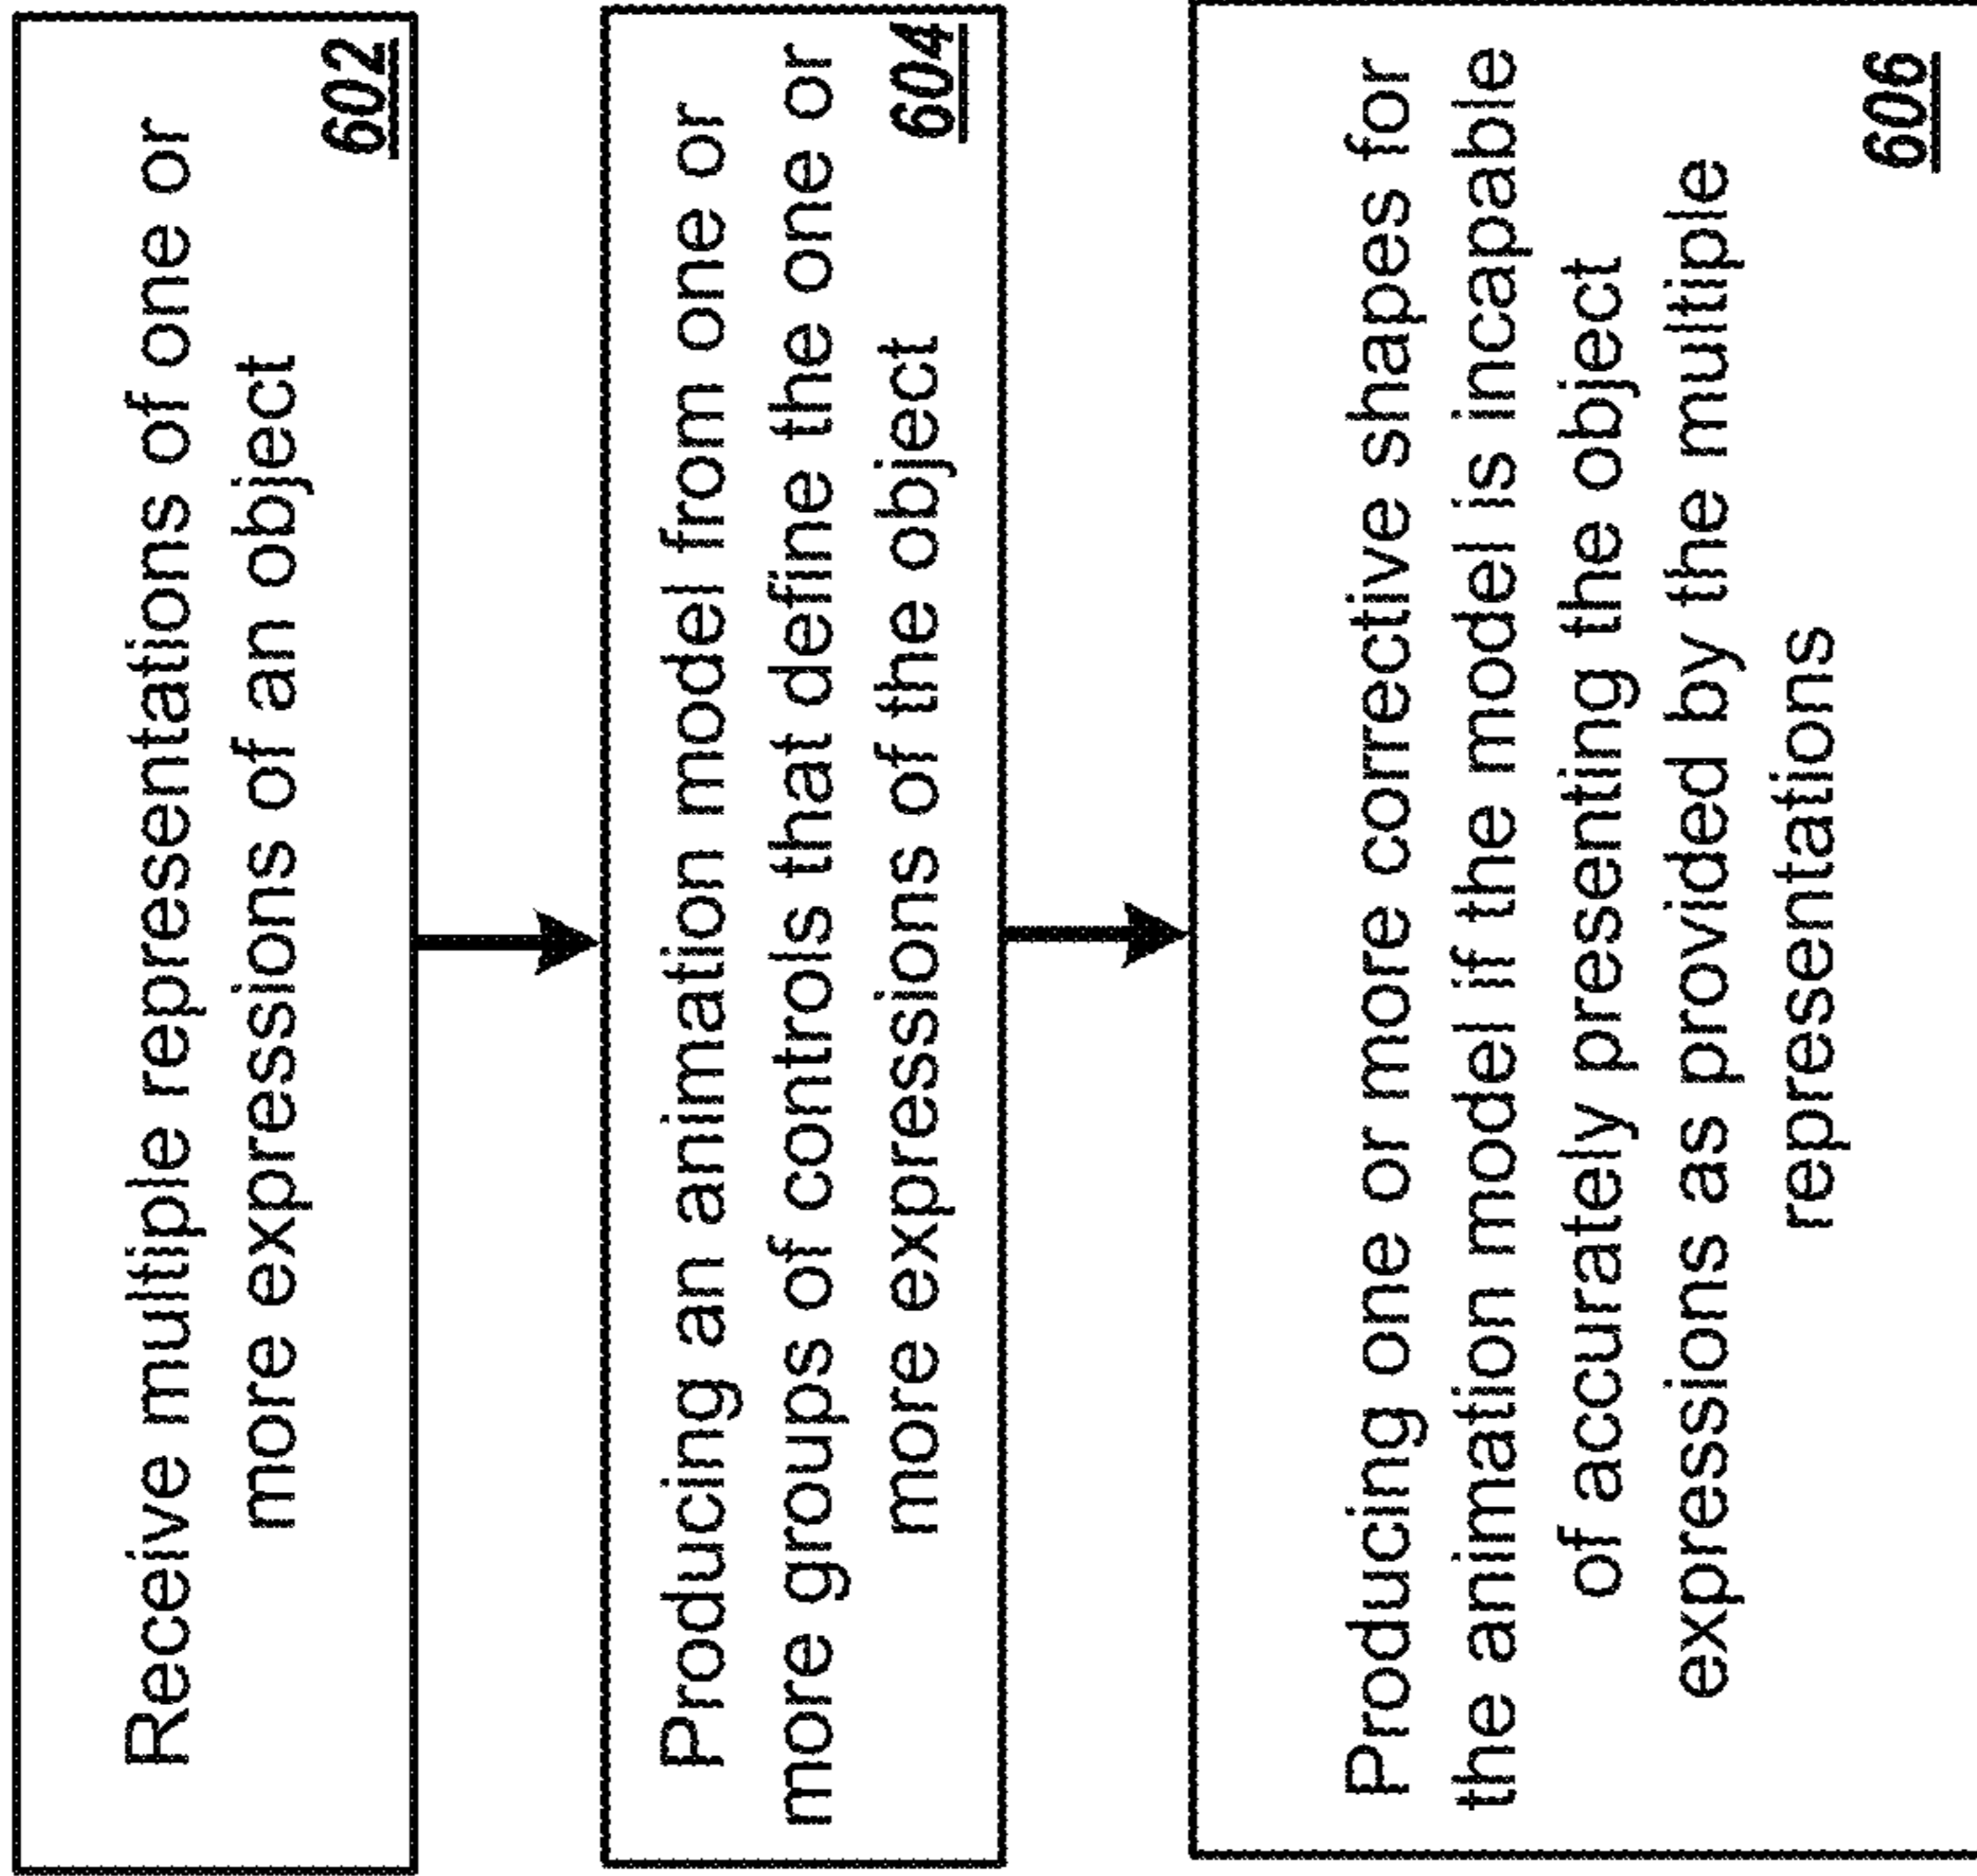 Receive multiple representations of one or
more expressions of an object
602
Producing an animation model from one or
more groups of controls that define the one or
more expressions of the object
604
Producing one or more corrective shapes for
the animation model if the model is incapable
of accurately presenting the object
expressions as provided by the multiple
representations
606